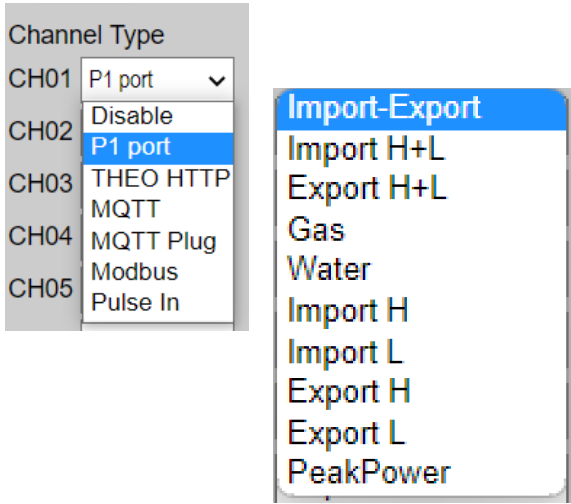 Channel Type
CH01 P1 port
Disable
CH02
P1 port
CH03 THEO HTTP
MQTT
CH04 MQTT Plug
Modbus
CH05
Pulse In
Import-Export
Import H+L
Export H+L
Gas
Water
Import H
Import L
Export H
Export L
PeakPower